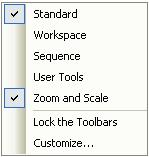 Standard
Workspace
Sequence
User Tools
Zoom and Scale
Lock the Toolbars
Customize...